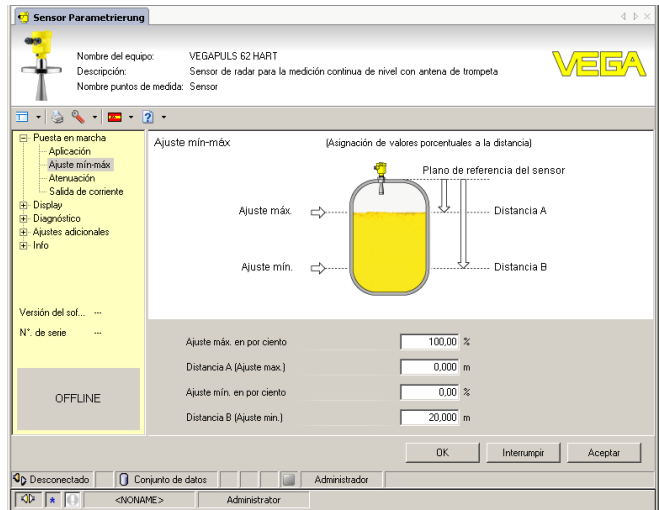 Sensor Parametrierung
Nombre del equipo: VEGAPULS 62 HART
Descripción: Sensor de radar para la medición continua de nivel con antena de trompeta
Nombre puntos de medida: Sensor
VEGA
Puesta en marcha
Aplicación
Ajuste mín-máx
Atenuación
Salida de corriente
Display
Diagnóstico
Ajustes adicionales
Info
Versión del sof... ---
N°. de serie ---
OFFLINE
Ajuste mín-máx (Asignación de valores porcentuales a la distancia)
Plano de referencia del sensor
Ajuste máx. Distancia A
Ajuste mín. Distancia B
Ajuste máx. en por ciento 100,00 %
Distancia A (Ajuste max.) 0,000 m
Ajuste mín. en por ciento 0,00 %
Distancia B (Ajuste min.) 20,000 m
OK Interrumpir Aceptar
Desconectado Conjunto de datos Administrador
<NONAME> Administrator